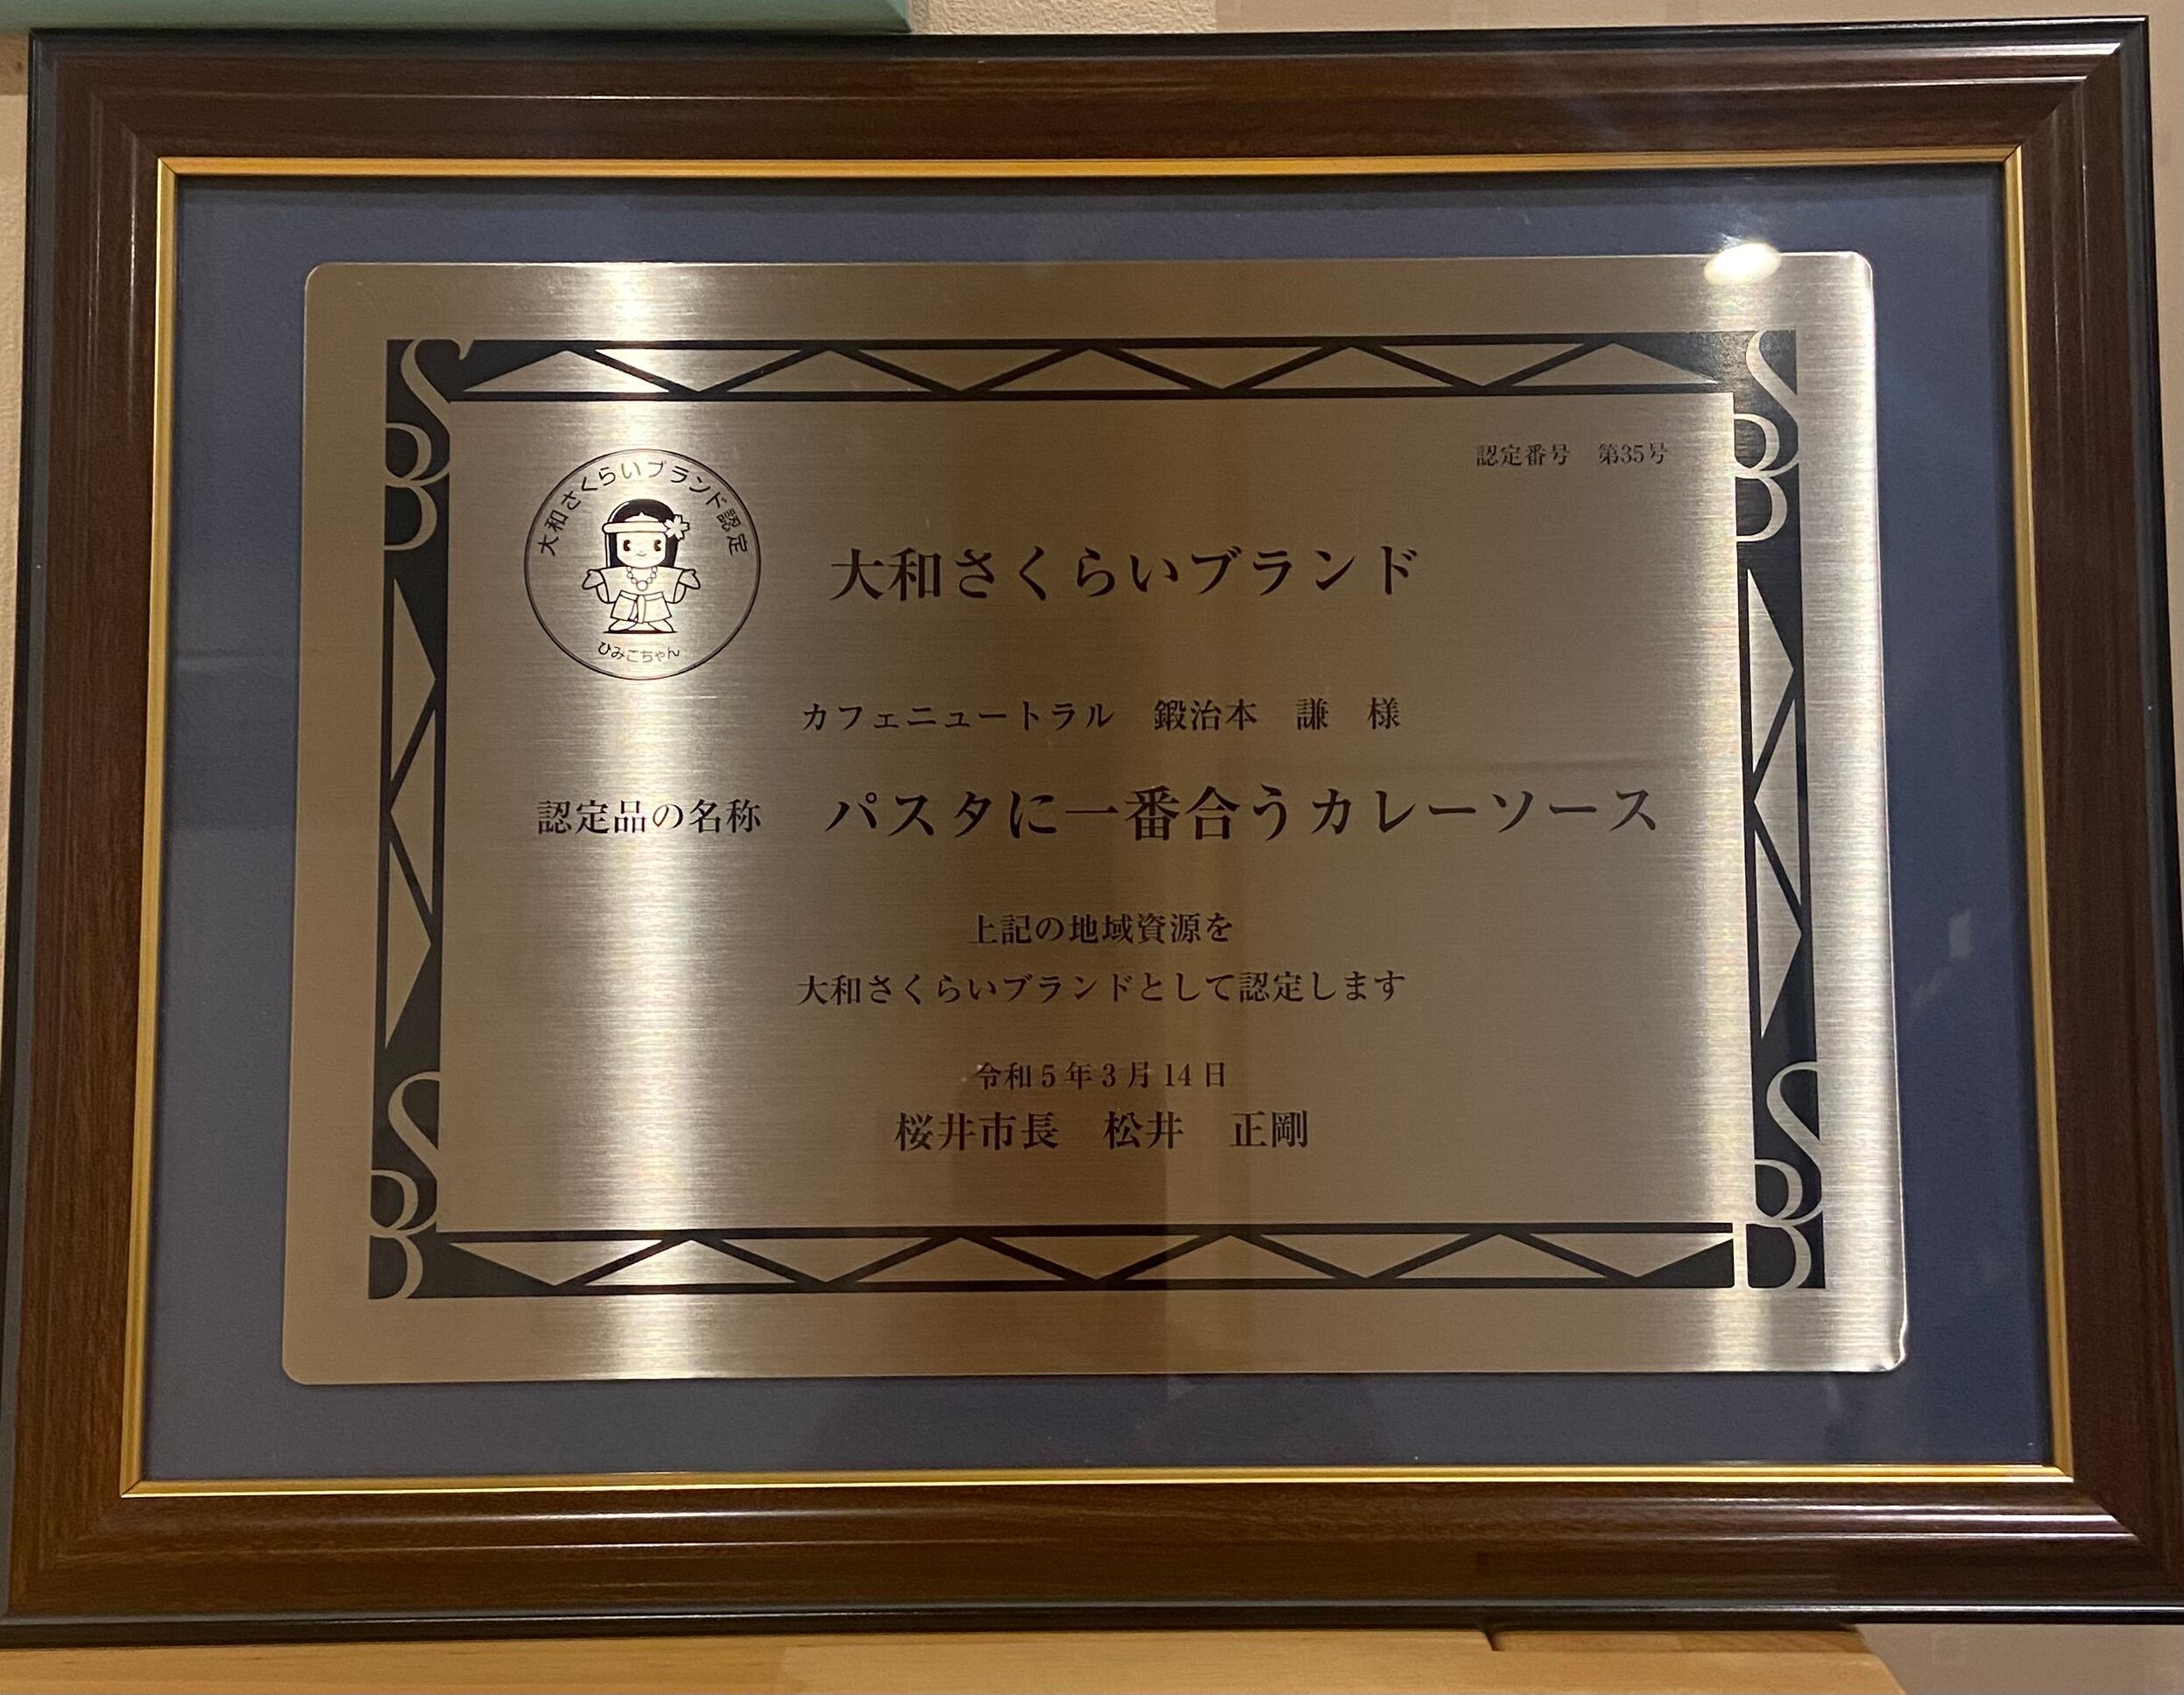 認定番号　第35号
大和さくらいブランド認定
ひみこちゃん
大和さくらいブランド
カフェニュートラル　鍛治本　謙　様
認定品の名称　パスタに一番合うカレーソース
上記の地域資源を
大和さくらいブランドとして認定します
令和5年3月14日
桜井市長　松井　正剛
SB
SB
SB
SB